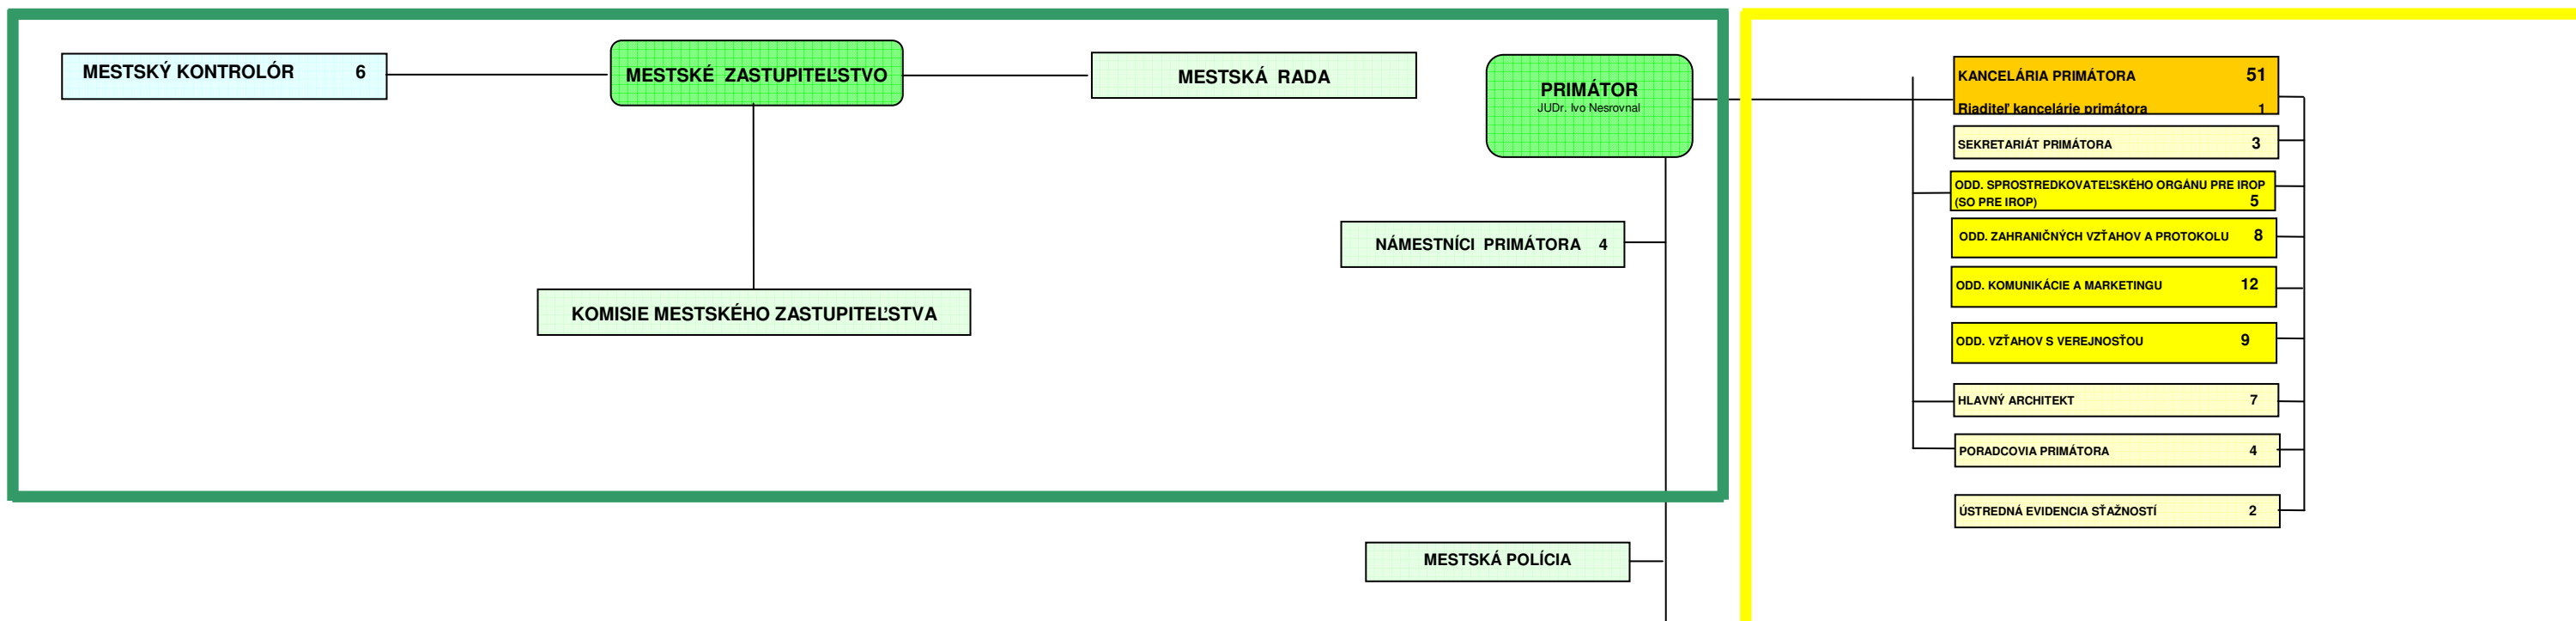 MESTSKÝ KONTROLÓR 6
MESTSKÉ ZASTUPITEĽSTVO
MESTSKÁ RADA
PRIMÁTOR
JUDr. Ivo Nesrovnal
NÁMESTNÍCI PRIMÁTORA 4
KOMISIE MESTSKÉHO ZASTUPITEĽSTVA
MESTSKÁ POLÍCIA
KANCELÁRIA PRIMÁTORA 51
Riaditeľ kancelárie primátora 1
SEKRETARIÁT PRIMÁTORA 3
ODD. SPROSTREDKOVATEĽSKÉHO ORGÁNU PRE IROP
(SO PRE IROP) 5
ODD. ZAHRANIČNÝCH VZŤAHOV A PROTOKOLU 8
ODD. KOMUNIKÁCIE A MARKETINGU 12
ODD. VZŤAHOV S VEREJNOSŤOU 9
HLAVNÝ ARCHITEKT 7
PORADCOVIA PRIMÁTORA 4
ÚSTREDNÁ EVIDENCIA SŤAŽNOSTÍ 2